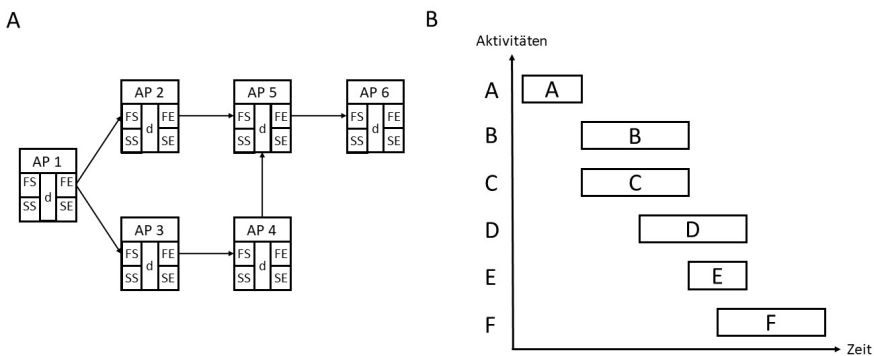 A
AP 1
FS d FE
SS SE
AP 2
FS d FE
SS SE
AP 3
FS d FE
SS SE
AP 4
FS d FE
SS SE
AP 5
FS d FE
SS SE
AP 6
FS d FE
SS SE
B
Aktivitäten
A A
B B
C C
D D
E E
F F
Zeit